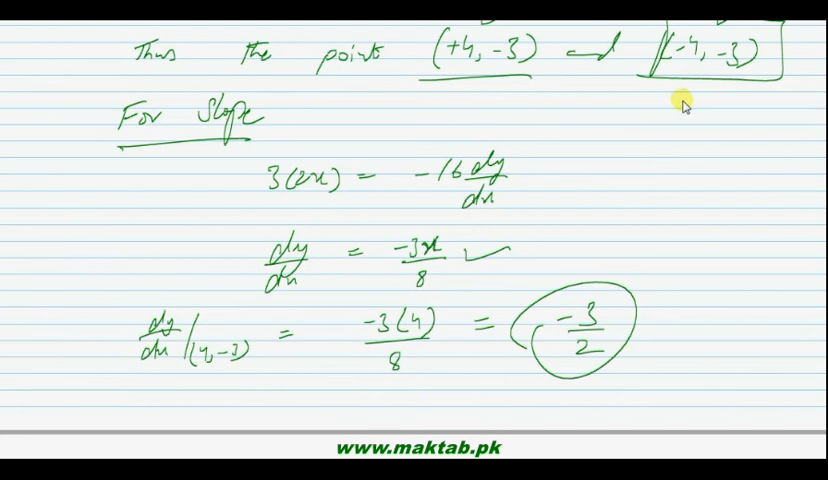 Thus the point (+4, -3) and (-4, -3)
For Slope
3(2x) = -16 dy/dx
dy/dx = -3x/8
dy/dx /(4, -3) = -3(4)/8 = -3/2
www.maktab.pk